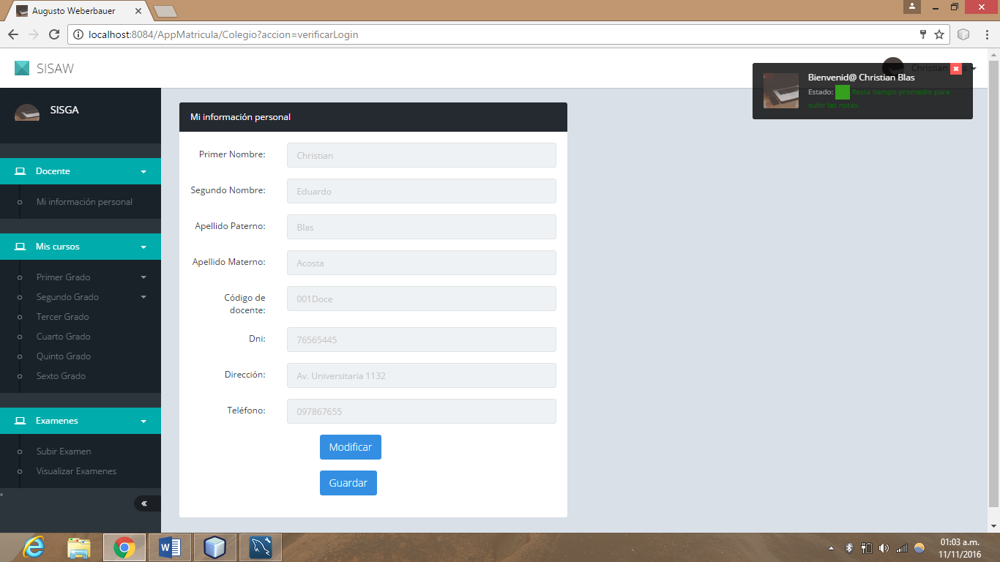 Augusto Weberbauer
localhost:8084/AppMatricula/Colegio?accion=verificarLogin
SISAW
Christian
Bienvenid@ Christian Blas
Estado: Resta tiempo promedio para
subir las notas.
SISGA
Docente
Mi información personal
Mis cursos
Primer Grado
Segundo Grado
Tercer Grado
Cuarto Grado
Quinto Grado
Sexto Grado
Examenes
Subir Examen
Visualizar Examenes
Mi información personal
Primer Nombre: Christian
Segundo Nombre: Eduardo
Apellido Paterno: Blas
Apellido Materno: Acosta
Código de
docente: 001Doce
Dni: 76565445
Dirección: Av. Universitaria 1132
Teléfono: 097867655
Modificar
Guardar
01:03 a.m.
11/11/2016